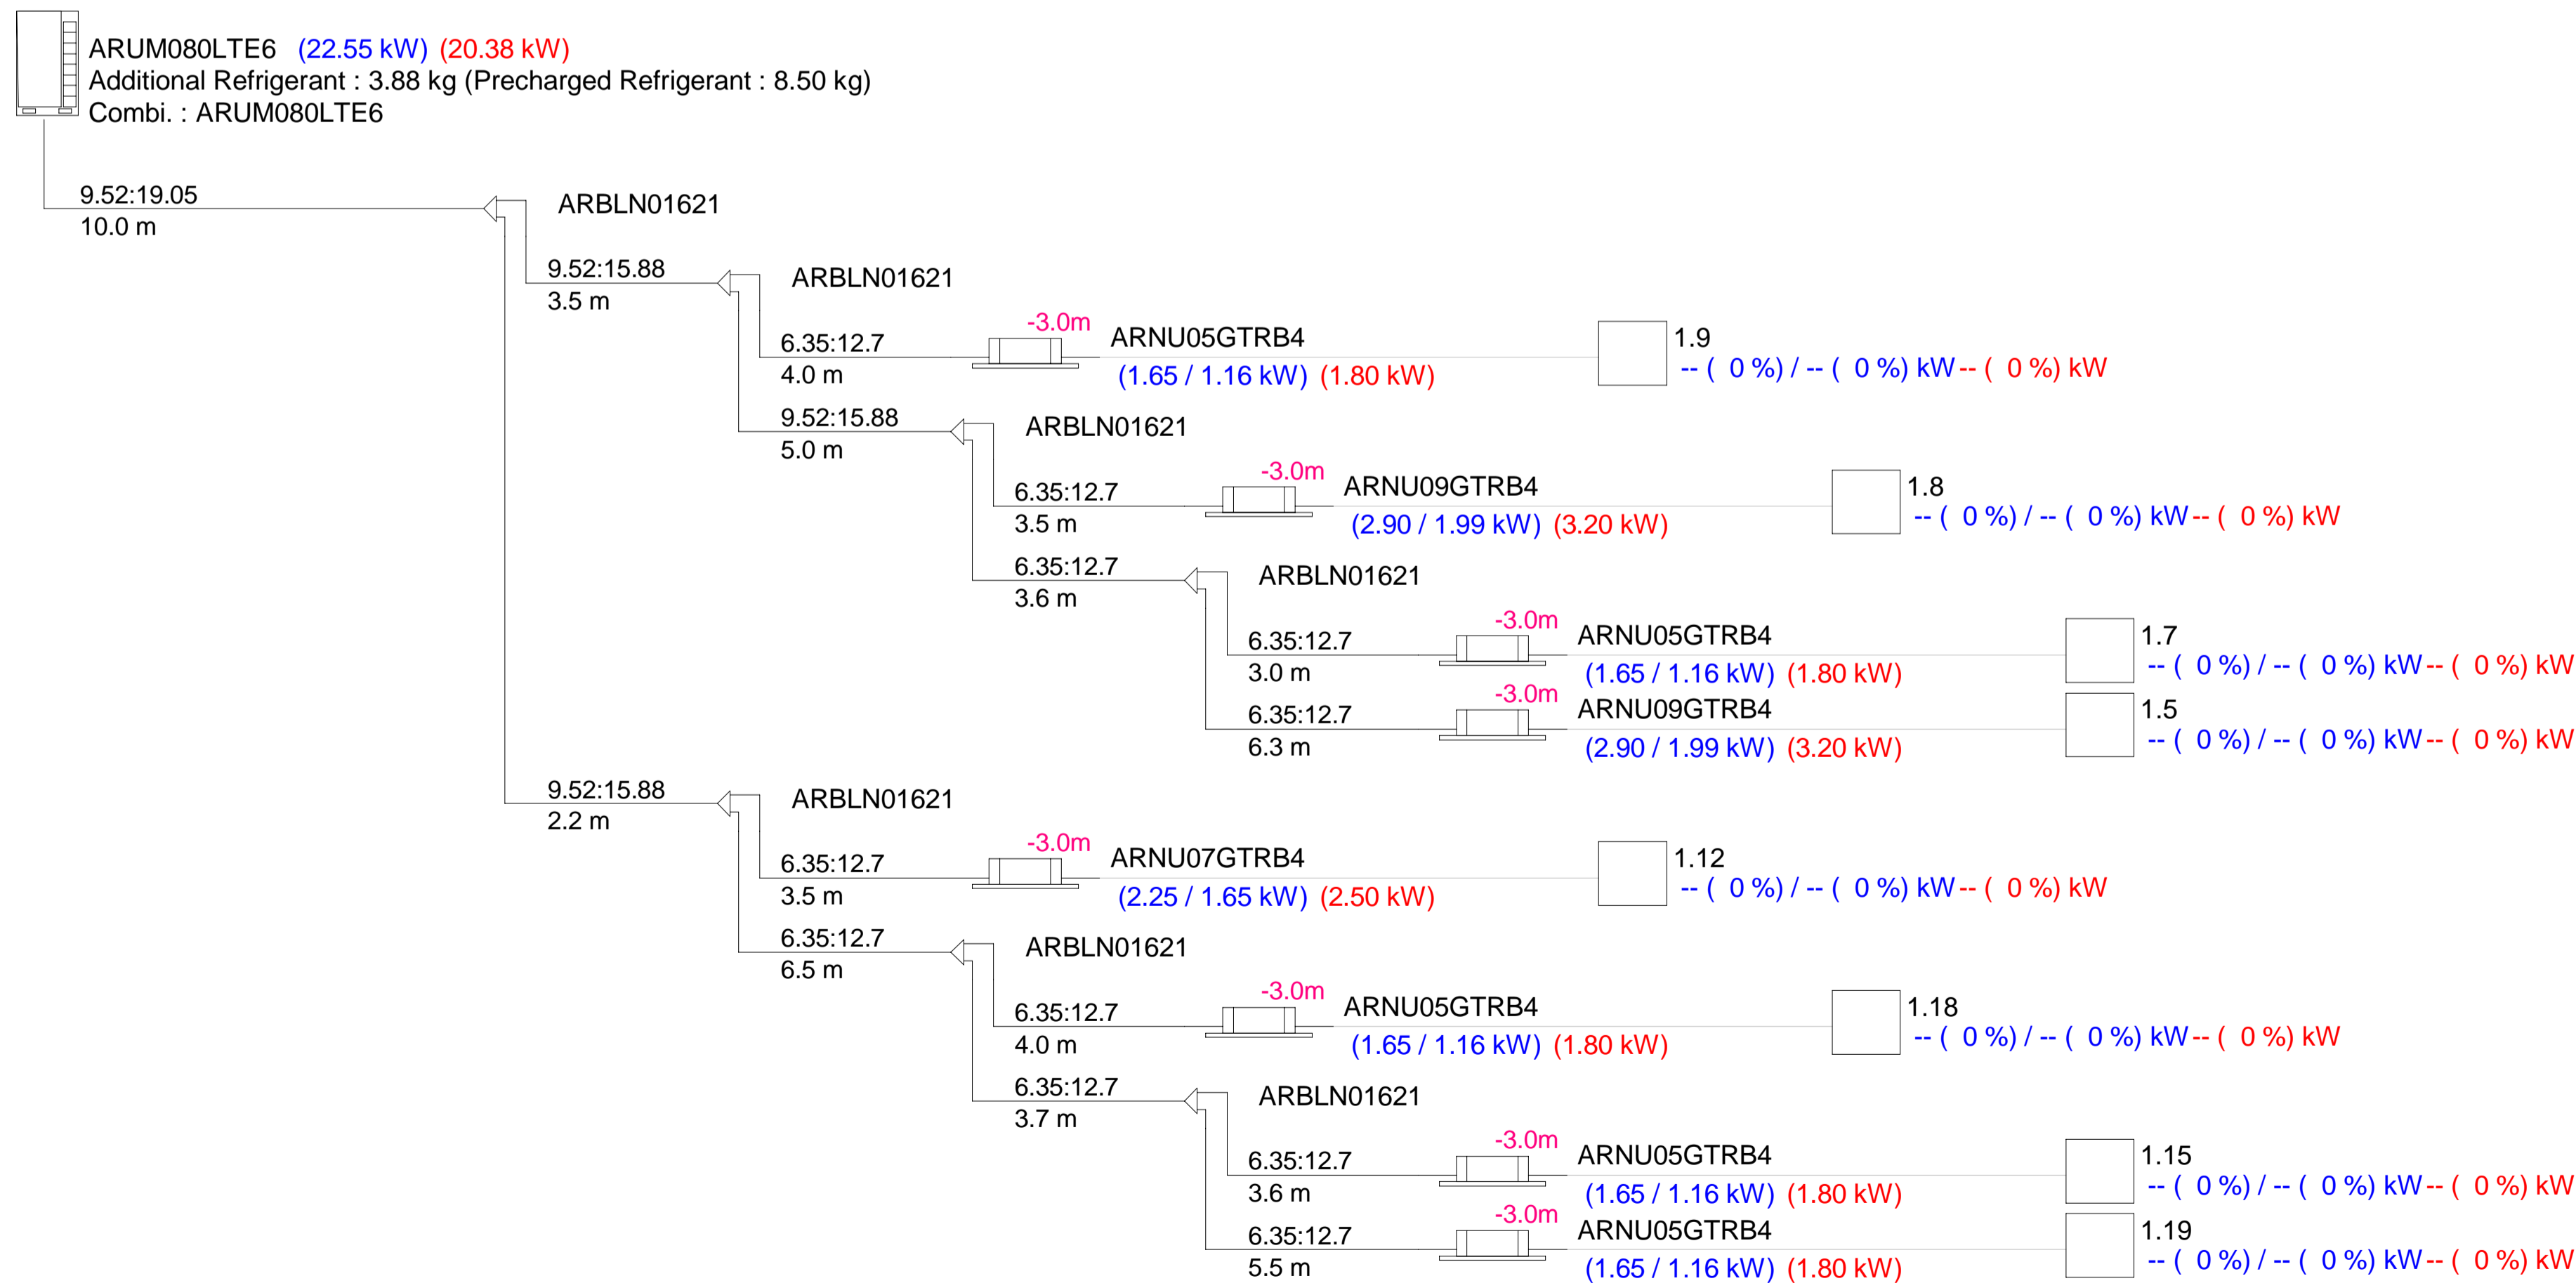 ARUM080LTE6 (22.55 kW) (20.38 kW)
Additional Refrigerant : 3.88 kg (Precharged Refrigerant : 8.50 kg)
Combi. : ARUM080LTE6
9.52:19.05
10.0 m
ARBLN01621
9.52:15.88
3.5 m
ARBLN01621
6.35:12.7
4.0 m
-3.0m
ARNU05GTRB4
(1.65 / 1.16 kW) (1.80 kW)
1.9
-- ( 0 %) / -- ( 0 %) kW -- ( 0 %) kW
9.52:15.88
5.0 m
ARBLN01621
6.35:12.7
3.5 m
-3.0m
ARNU09GTRB4
(2.90 / 1.99 kW) (3.20 kW)
1.8
-- ( 0 %) / -- ( 0 %) kW -- ( 0 %) kW
6.35:12.7
3.6 m
ARBLN01621
6.35:12.7
3.0 m
-3.0m
ARNU05GTRB4
(1.65 / 1.16 kW) (1.80 kW)
1.7
-- ( 0 %) / -- ( 0 %) kW -- ( 0 %) kW
6.35:12.7
6.3 m
-3.0m
ARNU09GTRB4
(2.90 / 1.99 kW) (3.20 kW)
1.5
-- ( 0 %) / -- ( 0 %) kW -- ( 0 %) kW
9.52:15.88
2.2 m
ARBLN01621
6.35:12.7
3.5 m
-3.0m
ARNU07GTRB4
(2.25 / 1.65 kW) (2.50 kW)
1.12
-- ( 0 %) / -- ( 0 %) kW -- ( 0 %) kW
6.35:12.7
6.5 m
ARBLN01621
6.35:12.7
4.0 m
-3.0m
ARNU05GTRB4
(1.65 / 1.16 kW) (1.80 kW)
1.18
-- ( 0 %) / -- ( 0 %) kW -- ( 0 %) kW
6.35:12.7
3.7 m
ARBLN01621
6.35:12.7
3.6 m
-3.0m
ARNU05GTRB4
(1.65 / 1.16 kW) (1.80 kW)
1.15
-- ( 0 %) / -- ( 0 %) kW -- ( 0 %) kW
6.35:12.7
5.5 m
-3.0m
ARNU05GTRB4
(1.65 / 1.16 kW) (1.80 kW)
1.19
-- ( 0 %) / -- ( 0 %) kW -- ( 0 %) kW